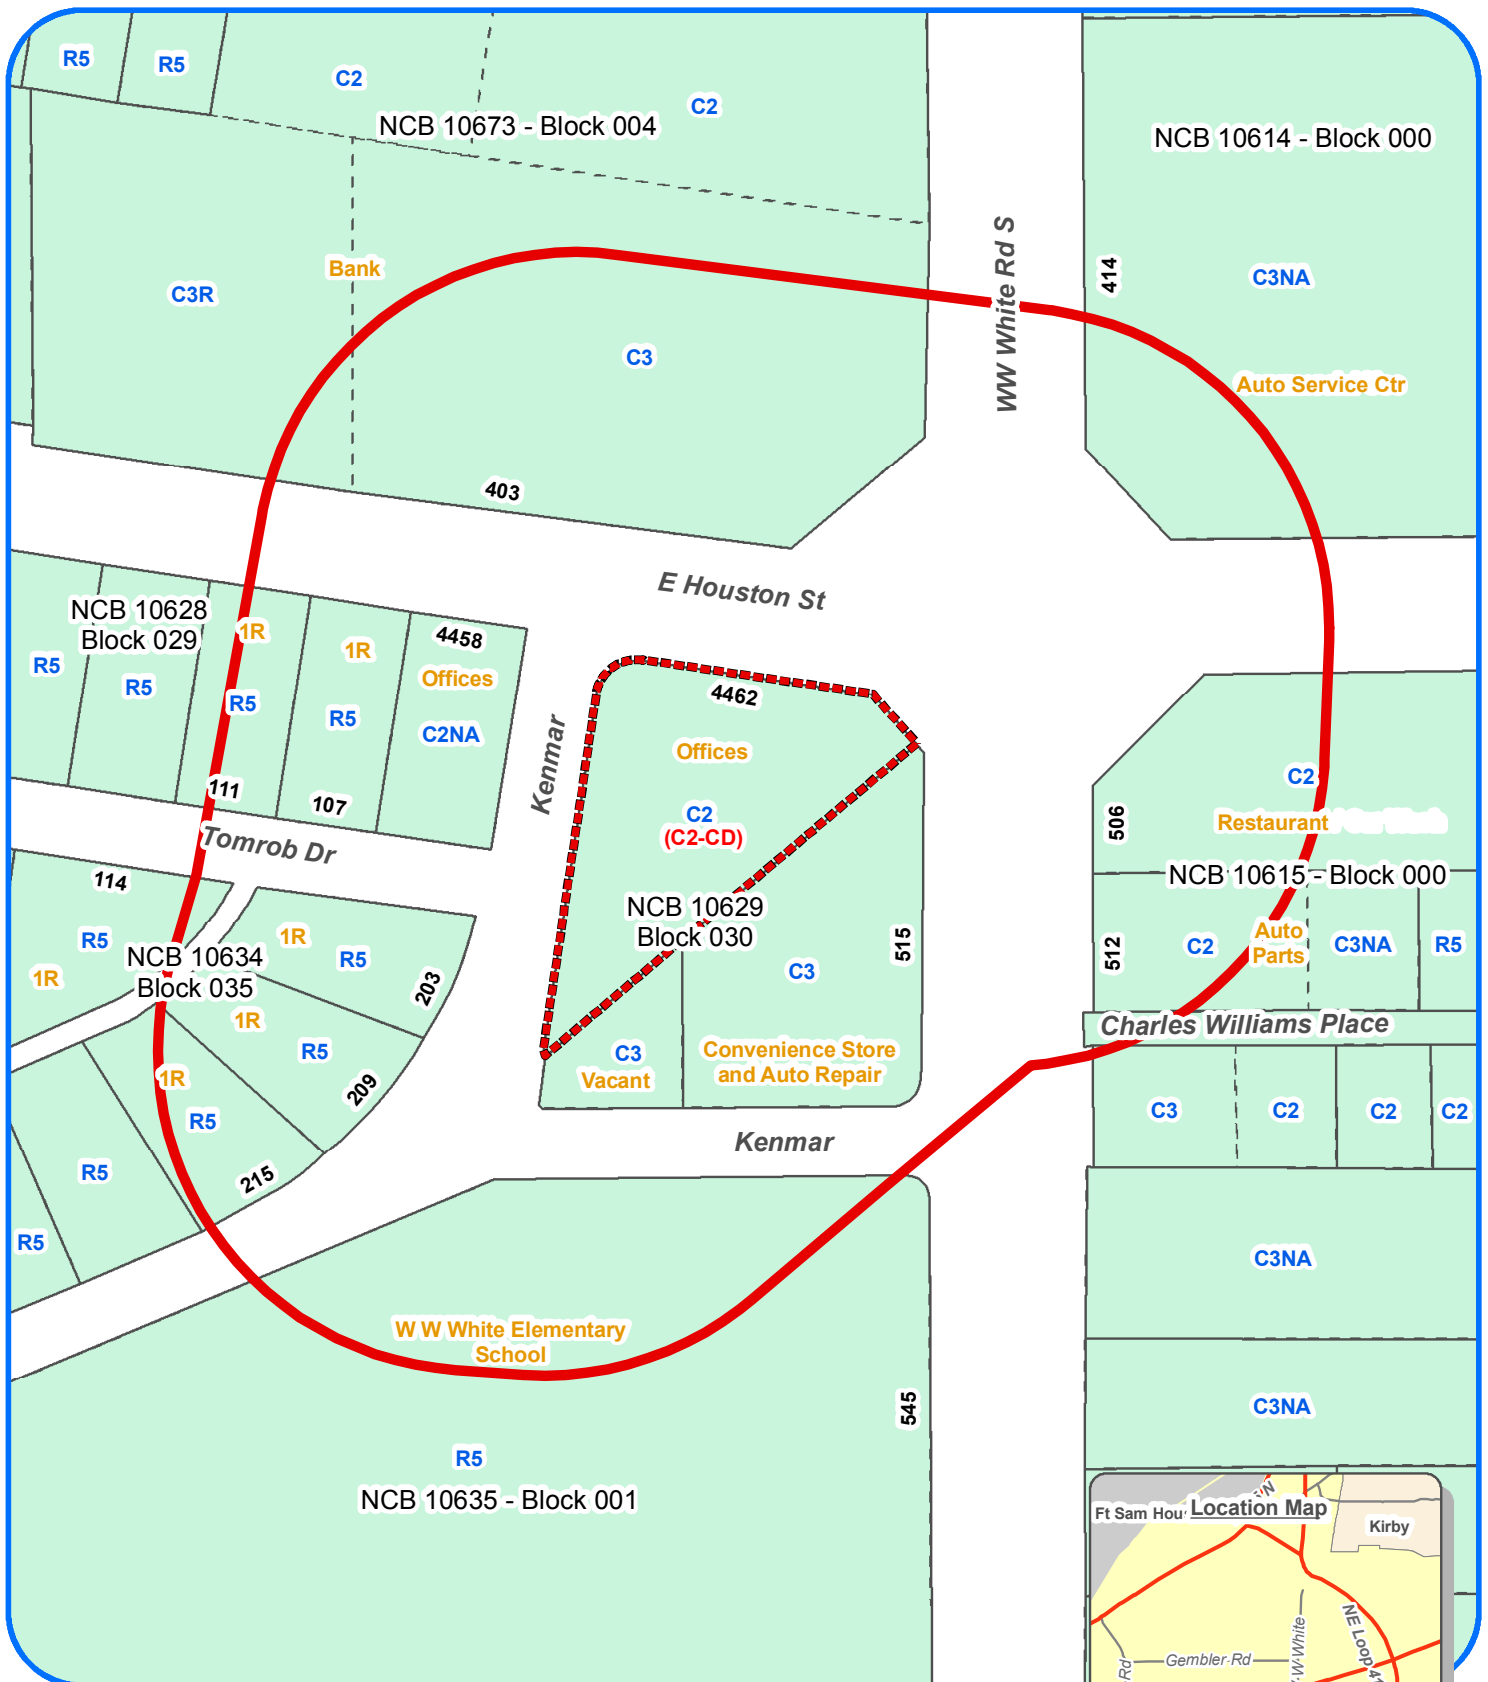 R5
R5
C2
C2
NCB 10673 - Block 004
NCB 10614 - Block 000
WW White Rd S
414
Bank
C3R
C3NA
C3
Auto Service Ctr
403
E Houston St
NCB 10628
Block 029
1R
1R
4458
R5
R5
R5
R5
Offices
C2NA
111
107
Kenmar
4462
Offices
C2
(C2-CD)
C2
Restaurant
506
Tomrob Dr
114
NCB 10615 - Block 000
R5
1R
R5
1R
NCB 10634
Block 035
203
NCB 10629
Block 030
515
C3
512
C2
Auto
Parts
C3NA
R5
1R
R5
Charles Williams Place
C3
Vacant
Convenience Store
and Auto Repair
1R
R5
209
C3
C2
C2
C2
Kenmar
R5
215
R5
C3NA
W W White Elementary
School
545
C3NA
R5
NCB 10635 - Block 001
Location Map
Ft Sam Hou
Kirby
NE Loop 41
W-White
Gembler Rd
Rd